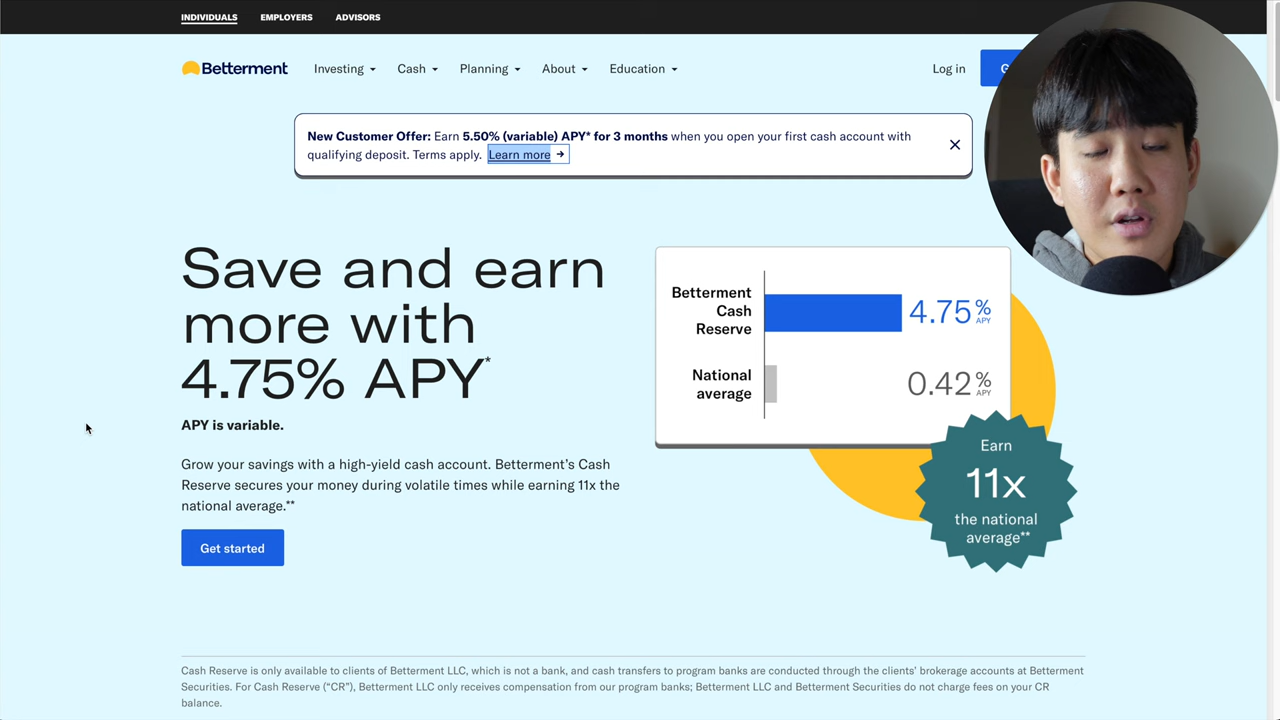 INDIVIDUALS EMPLOYERS ADVISORS
Betterment Investing Cash Planning About Education Log in
New Customer Offer: Earn 5.50% (variable) APY* for 3 months when you open your first cash account with
qualifying deposit. Terms apply. Learn more →
Save and earn
more with
4.75% APY*
APY is variable.
Grow your savings with a high-yield cash account. Betterment's Cash
Reserve secures your money during volatile times while earning 11x the
national average.**
Get started
Betterment
Cash
Reserve
4.75% APY
National
average
0.42% APY
Earn
11x
the national
average**
Cash Reserve is only available to clients of Betterment LLC, which is not a bank, and cash transfers to program banks are conducted through the clients' brokerage accounts at Betterment
Securities. For Cash Reserve ("CR"), Betterment LLC only receives compensation from our program banks; Betterment LLC and Betterment Securities do not charge fees on your CR
balance.